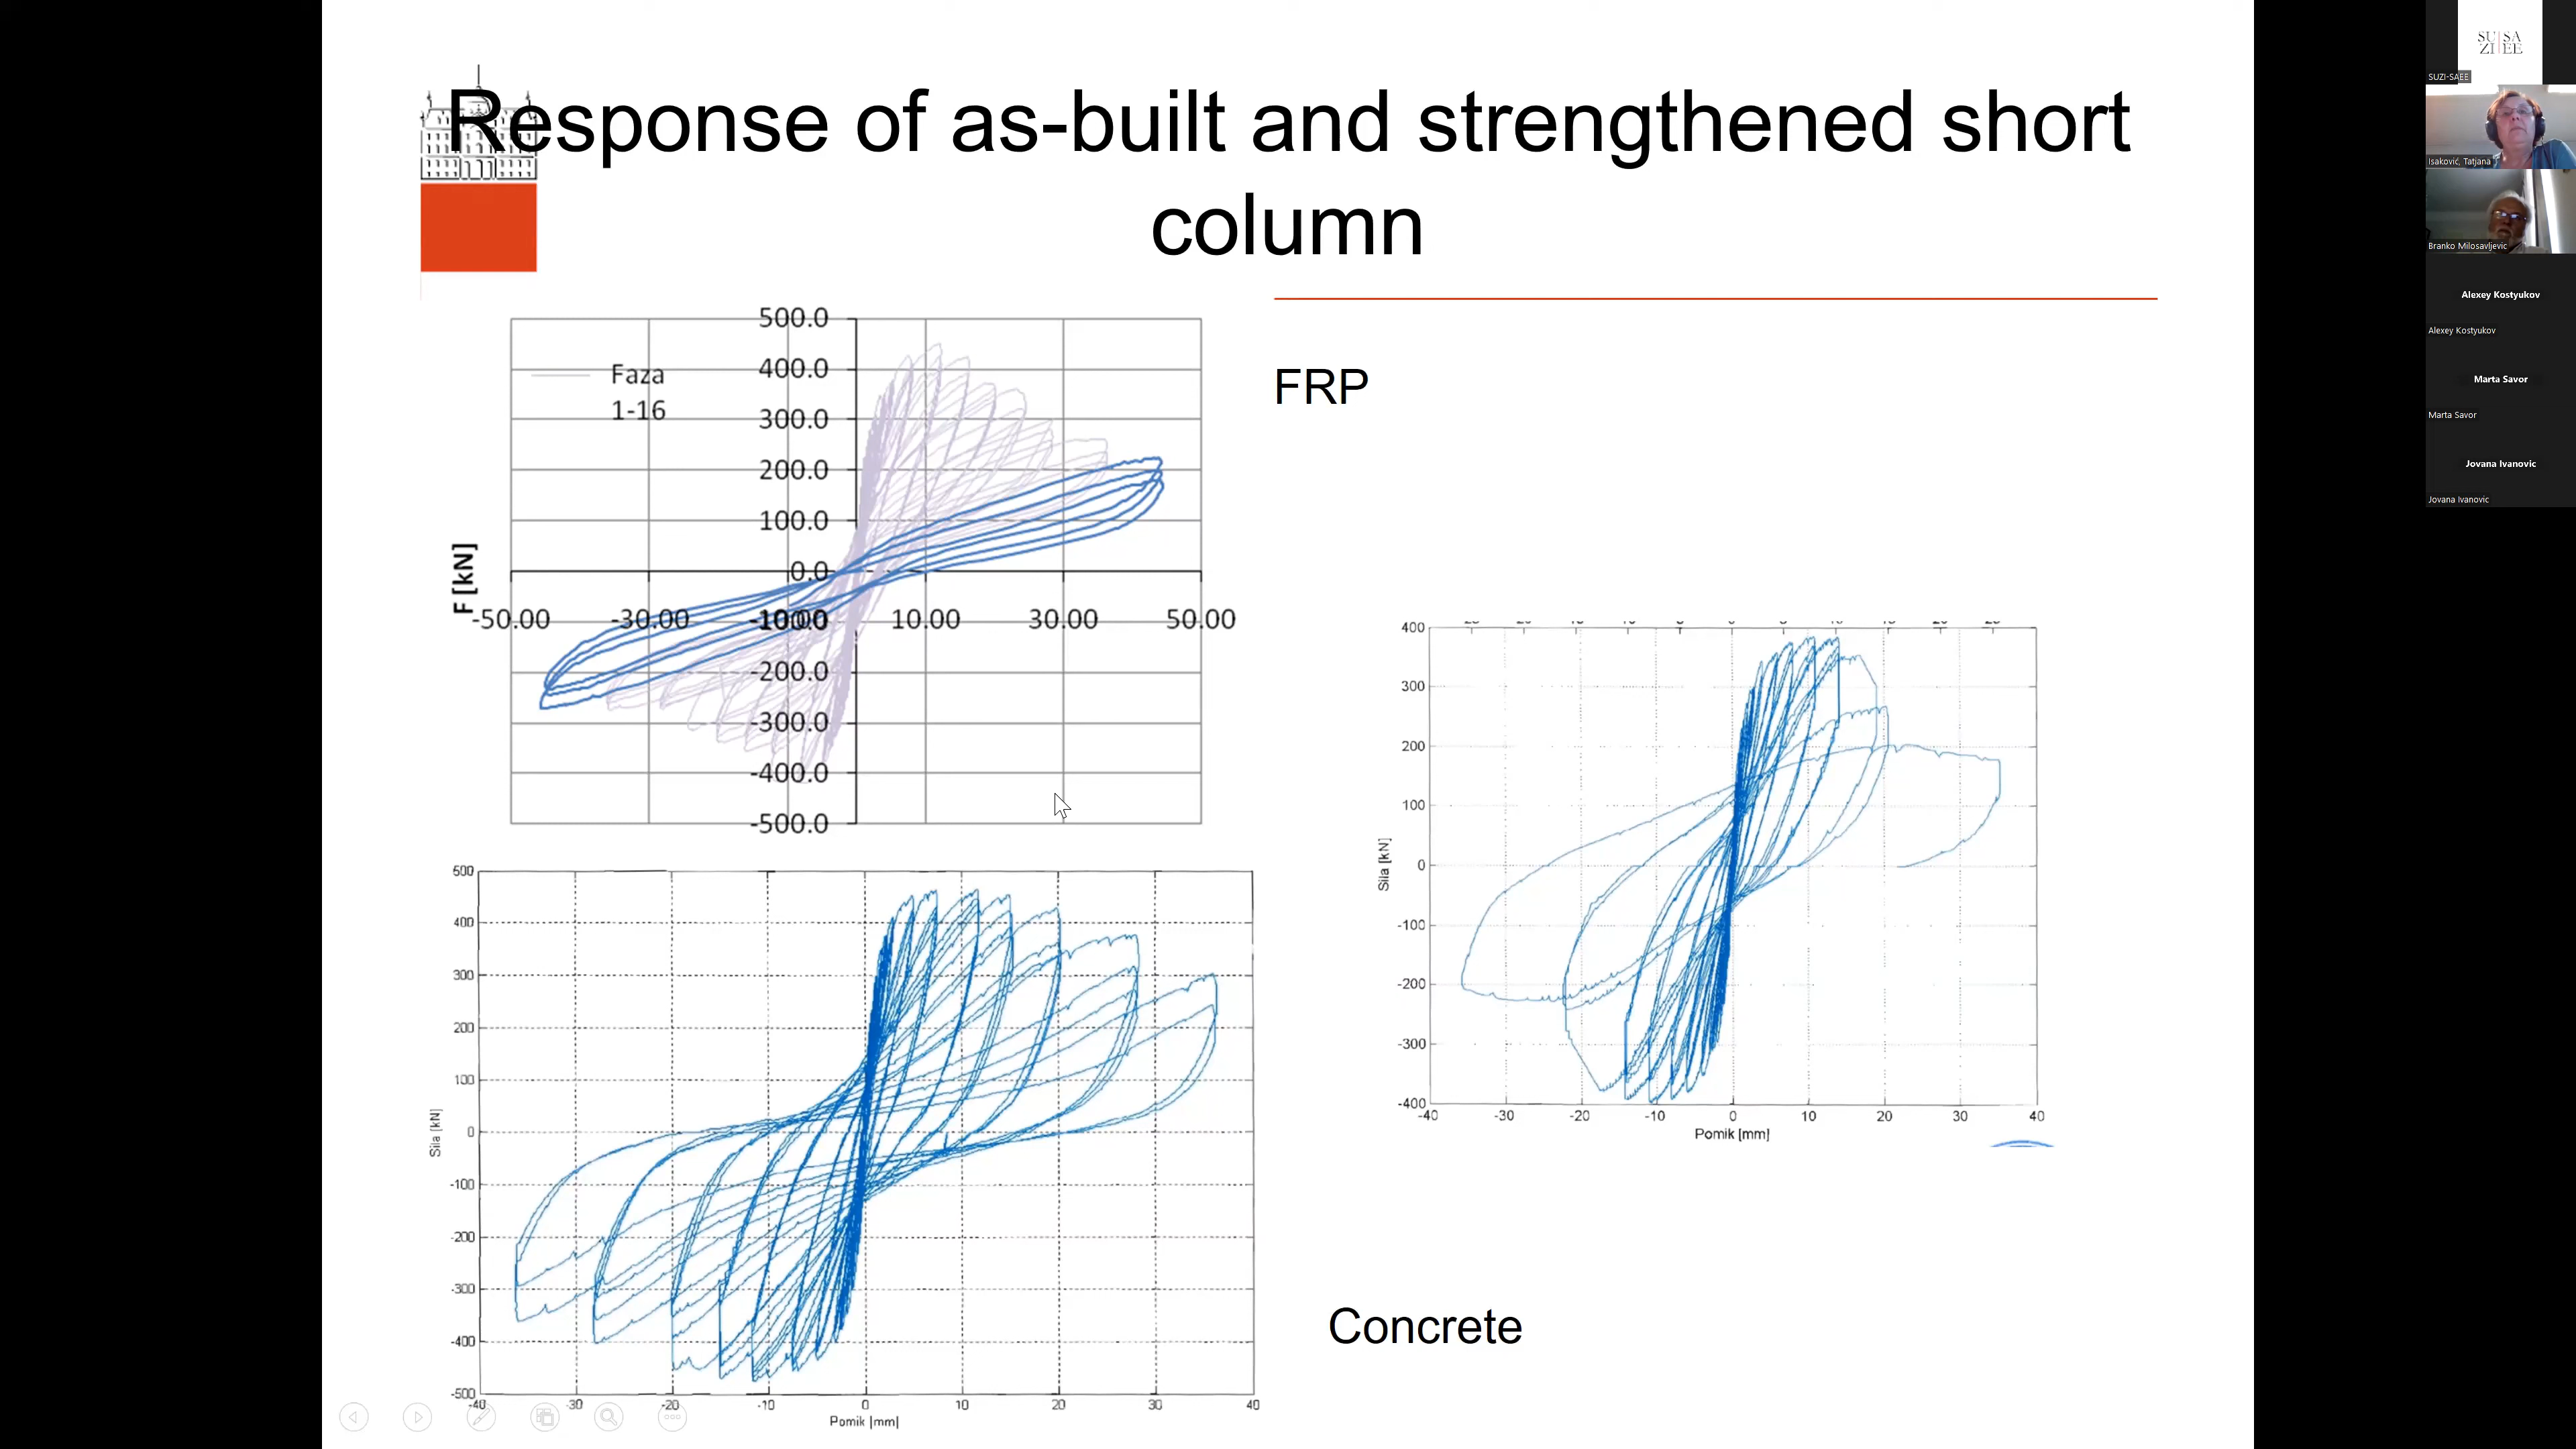 Response of as-built and strengthened short
column
500.0
400.0
300.0
200.0
100.0
0.0
-200.0
-300.0
-400.0
-500.0
Faza
1-16
F [kN]
-50.00
-30.00
10.00
30.00
50.00
FRP
400
300
200
100
0
-100
-200
-300
-400
Sila [kN]
-40 -30 -20 -10 0 10 20 30 40
Pomik [mm]
500
400
300
200
100
0
-100
-200
-300
-400
-500
Sila [kN]
-40 -30 -20 -10 0 10 20 30 40
Pomik [mm]
Concrete
SU SA
ZI EE
SUZI-SAEE
Isaković, Tatjana
Branko Milosavljevic
Alexey Kostyukov
Alexey Kostyukov
Marta Savor
Marta Savor
Jovana Ivanovic
Jovana Ivanovic